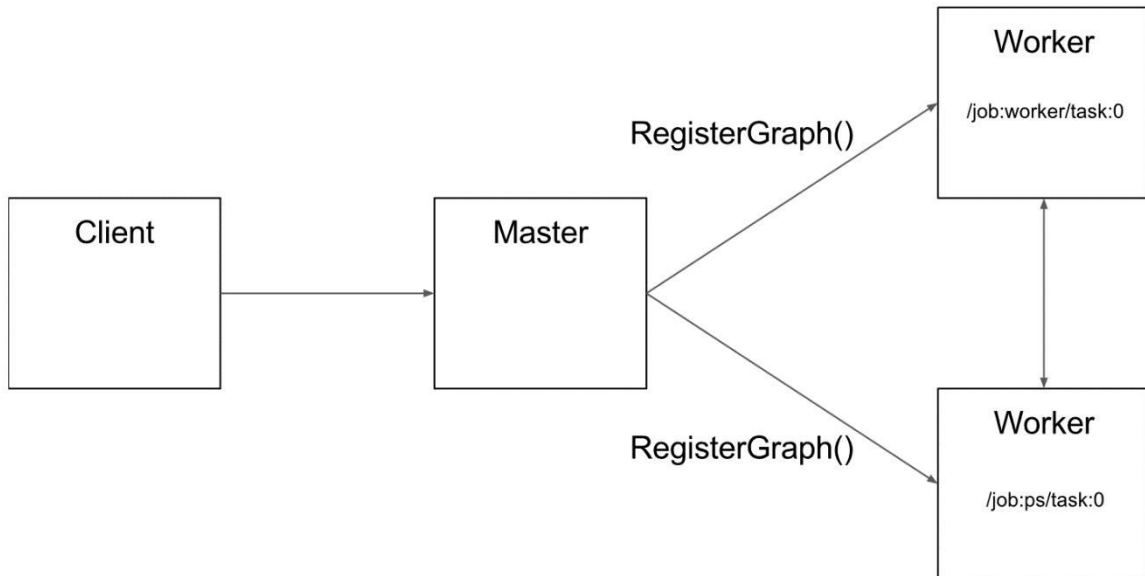 Worker
/job:worker/task:0
RegisterGraph()
Client
Master
RegisterGraph()
Worker
/job:ps/task:0